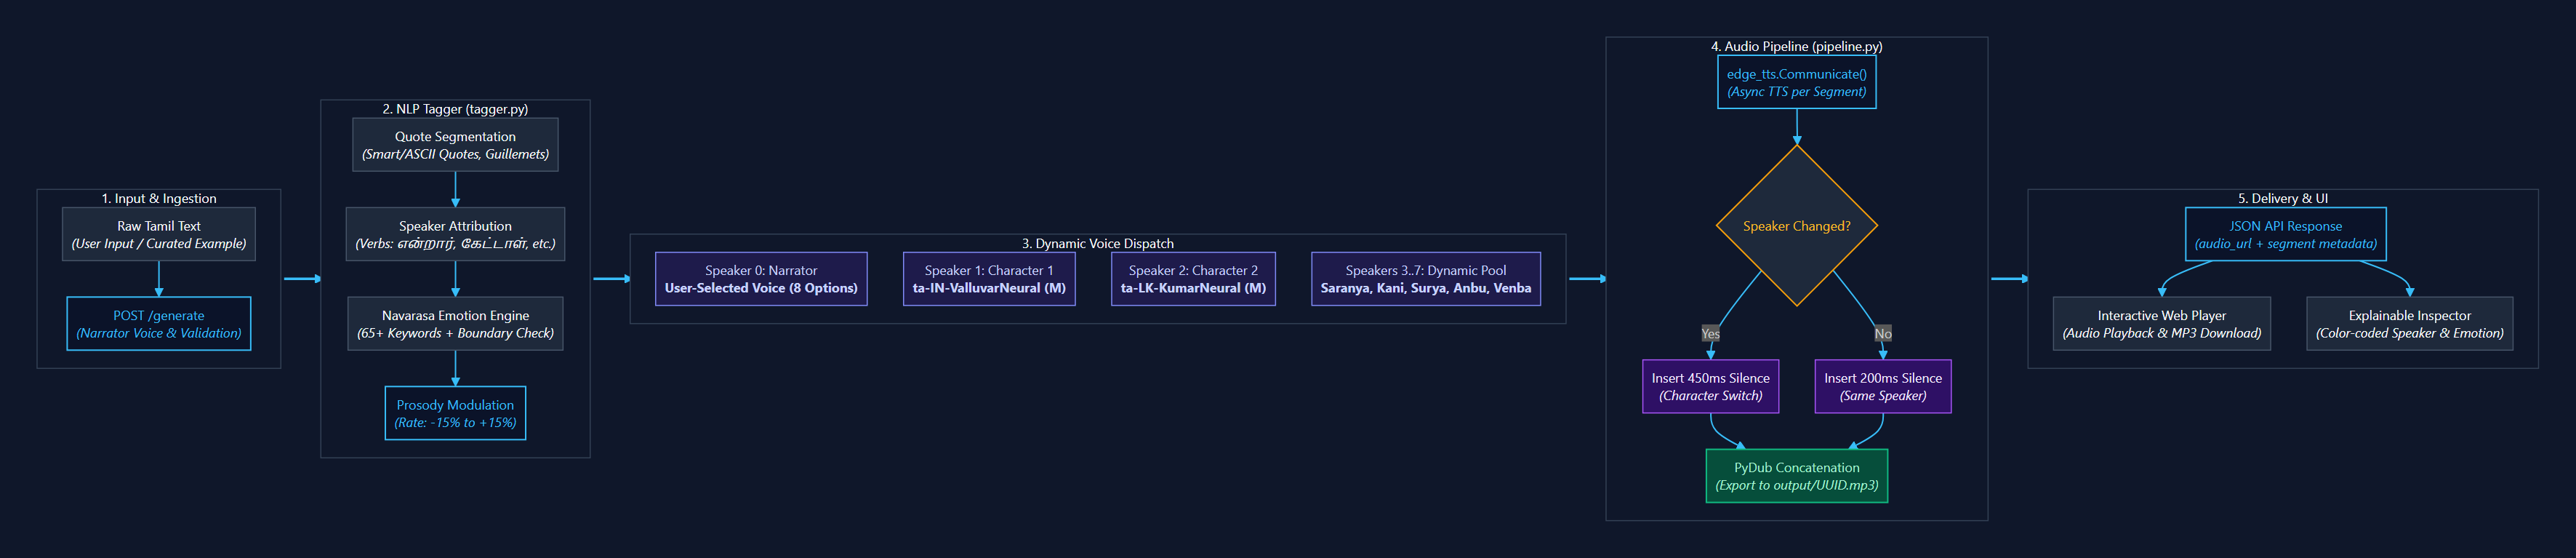 1. Input & Ingestion
Raw Tamil Text
(User Input / Curated Example)
POST /generate
(Narrator Voice & Validation)
2. NLP Tagger (tagger.py)
Quote Segmentation
(Smart/ASCII Quotes, Guillemets)
Speaker Attribution
(Verbs: என்றார், கேட்டான், etc.)
Navarasa Emotion Engine
(65+ Keywords + Boundary Check)
Prosody Modulation
(Rate: -15% to +15%)
3. Dynamic Voice Dispatch
Speaker 0: Narrator
User-Selected Voice (8 Options)
Speaker 1: Character 1
ta-IN-ValluvarNeural (M)
Speaker 2: Character 2
ta-LK-KumarNeural (M)
Speakers 3..7: Dynamic Pool
Saranya, Kani, Surya, Anbu, Venba
4. Audio Pipeline (pipeline.py)
edge_tts.Communicate()
(Async TTS per Segment)
Speaker Changed?
Yes
No
Insert 450ms Silence
(Character Switch)
Insert 200ms Silence
(Same Speaker)
PyDub Concatenation
(Export to output/UUID.mp3)
5. Delivery & UI
JSON API Response
(audio_url + segment metadata)
Interactive Web Player
(Audio Playback & MP3 Download)
Explainable Inspector
(Color-coded Speaker & Emotion)